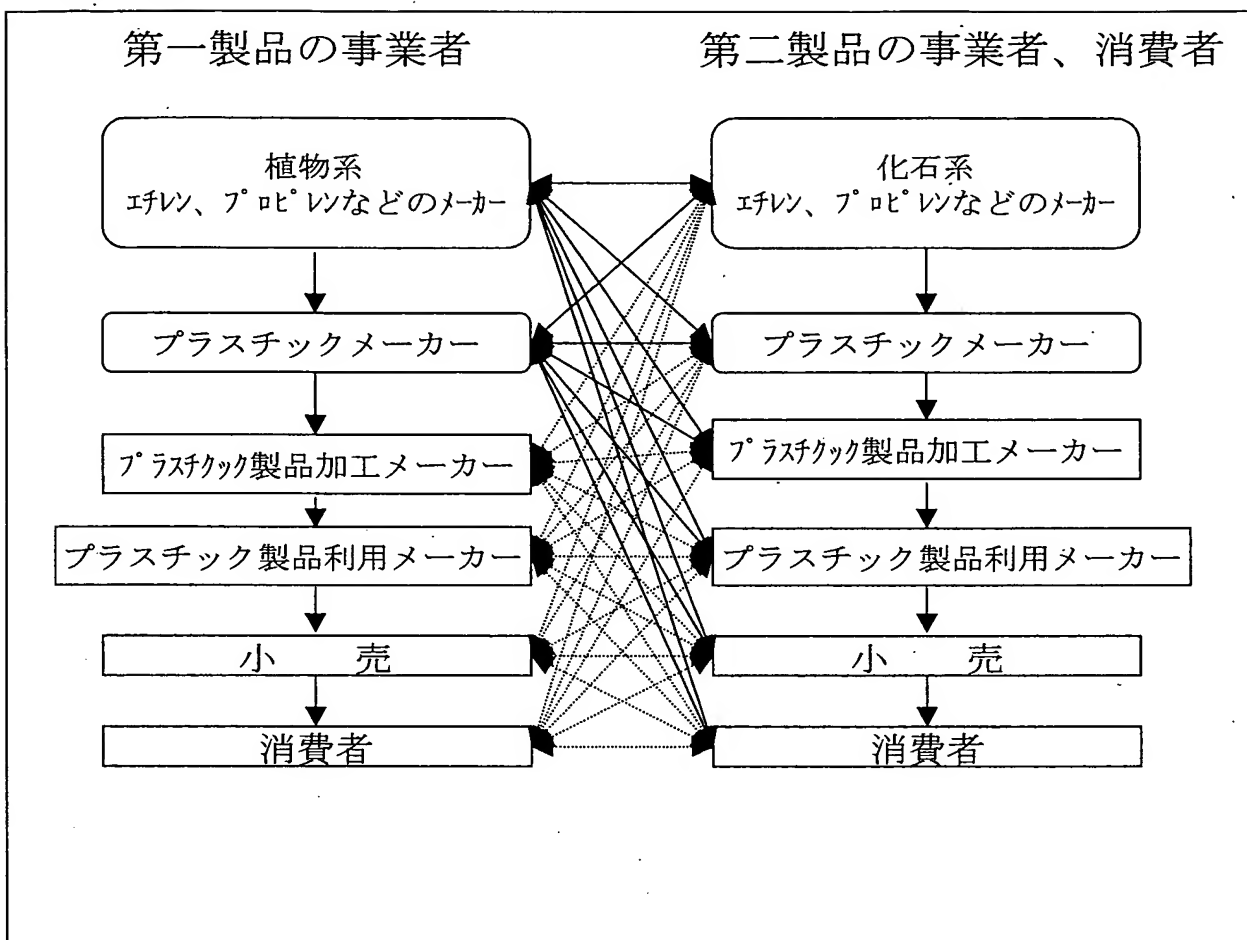 第一製品の事業者
第二製品の事業者、消費者
植物系
エチレン、プロピレンなどのメーカー
化石系
エチレン、プロピレンなどのメーカー
プラスチックメーカー
プラスチックメーカー
プラスチクック製品加工メーカー
プラスチクック製品加工メーカー
プラスチック製品利用メーカー
プラスチック製品利用メーカー
小 売
小 売
消費者
消費者